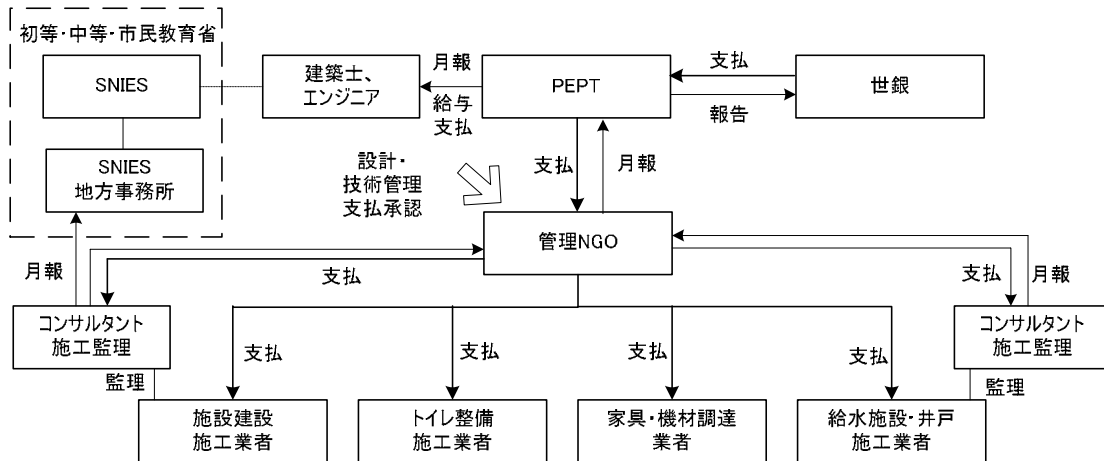 初等・中等・市民教育省
SNIES
建築士、
エンジニア
月報
給与
支払
PEPT
支払
報告
世銀
SNIES
地方事務所
設計・
技術管理
支払承認
支払
月報
管理NGO
月報
支払
支払
月報
コンサルタント
施工監理
コンサルタント
施工監理
監理
支払
支払
支払
支払
監理
施設建設
施工業者
トイレ整備
施工業者
家具・機材調達
業者
給水施設・井戸
施工業者